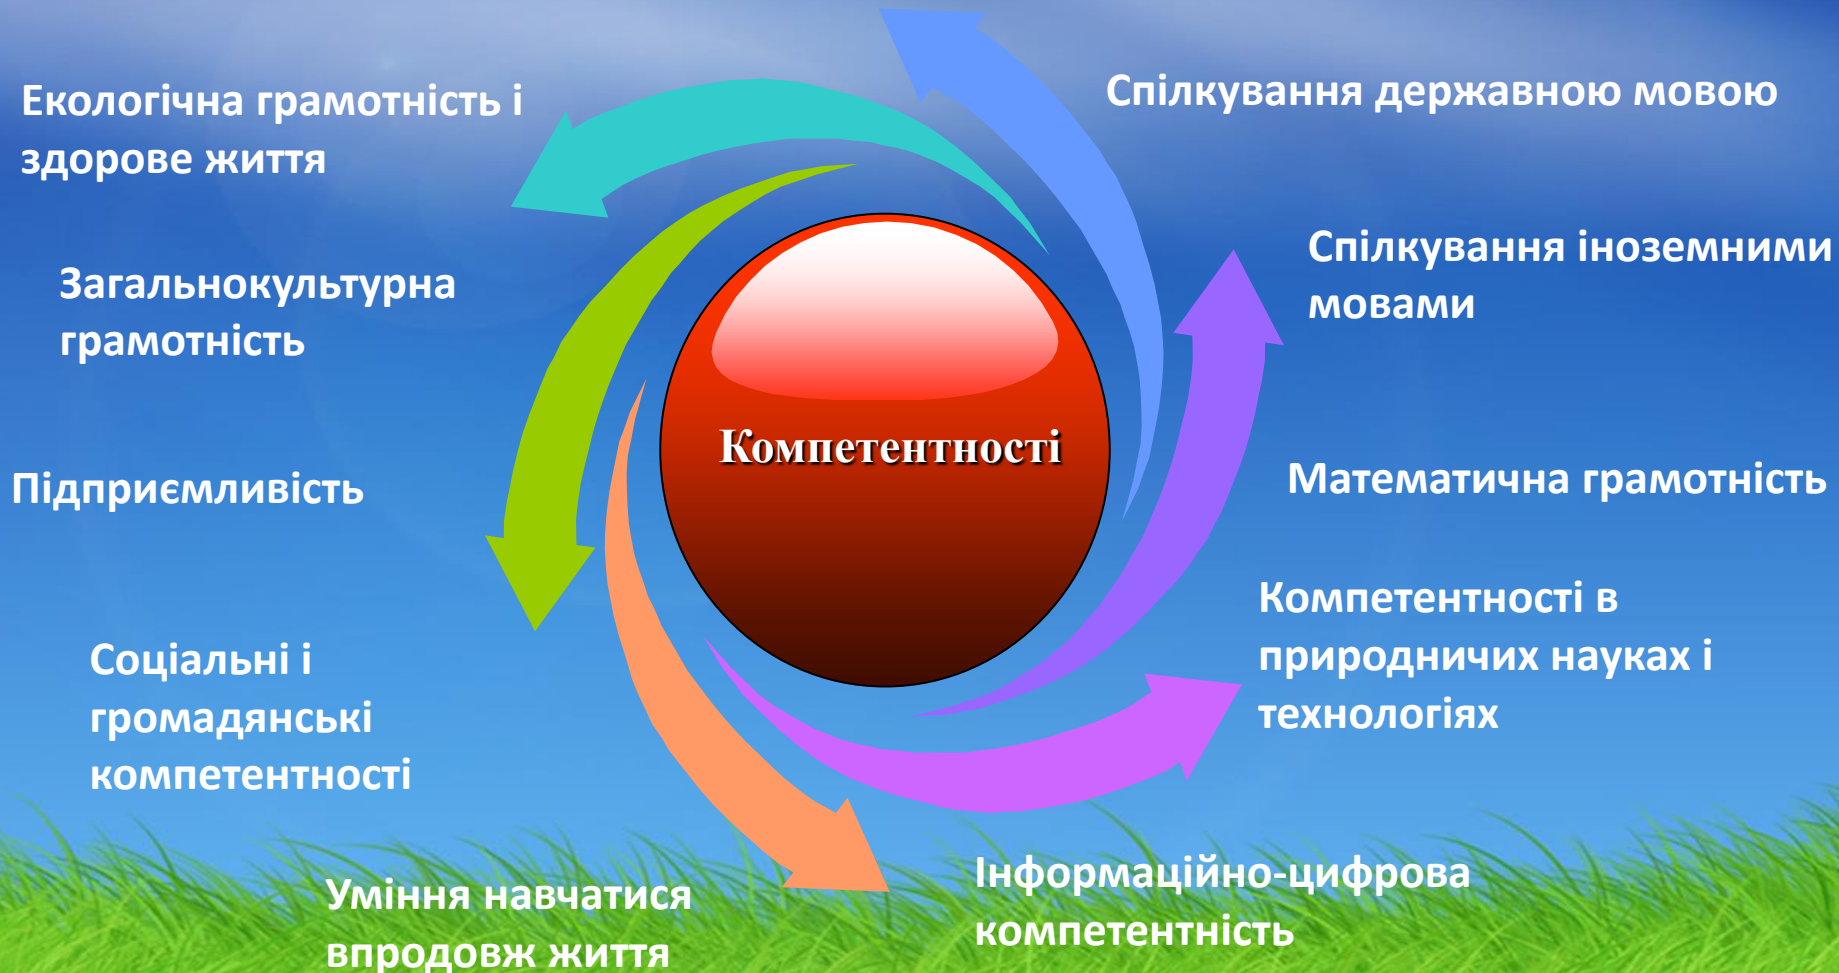 Спілкування державною мовою
Екологічна грамотність і
здорове життя
Спілкування іноземними
мовами
Загальнокультурна
грамотність
Компетентності
Математична грамотність
Підприємливість
Компетентності в
природничих науках і
технологіях
Соціальні і
громадянські
компетентності
Інформаційно-цифрова
компетентність
Уміння навчатися
впродовж життя